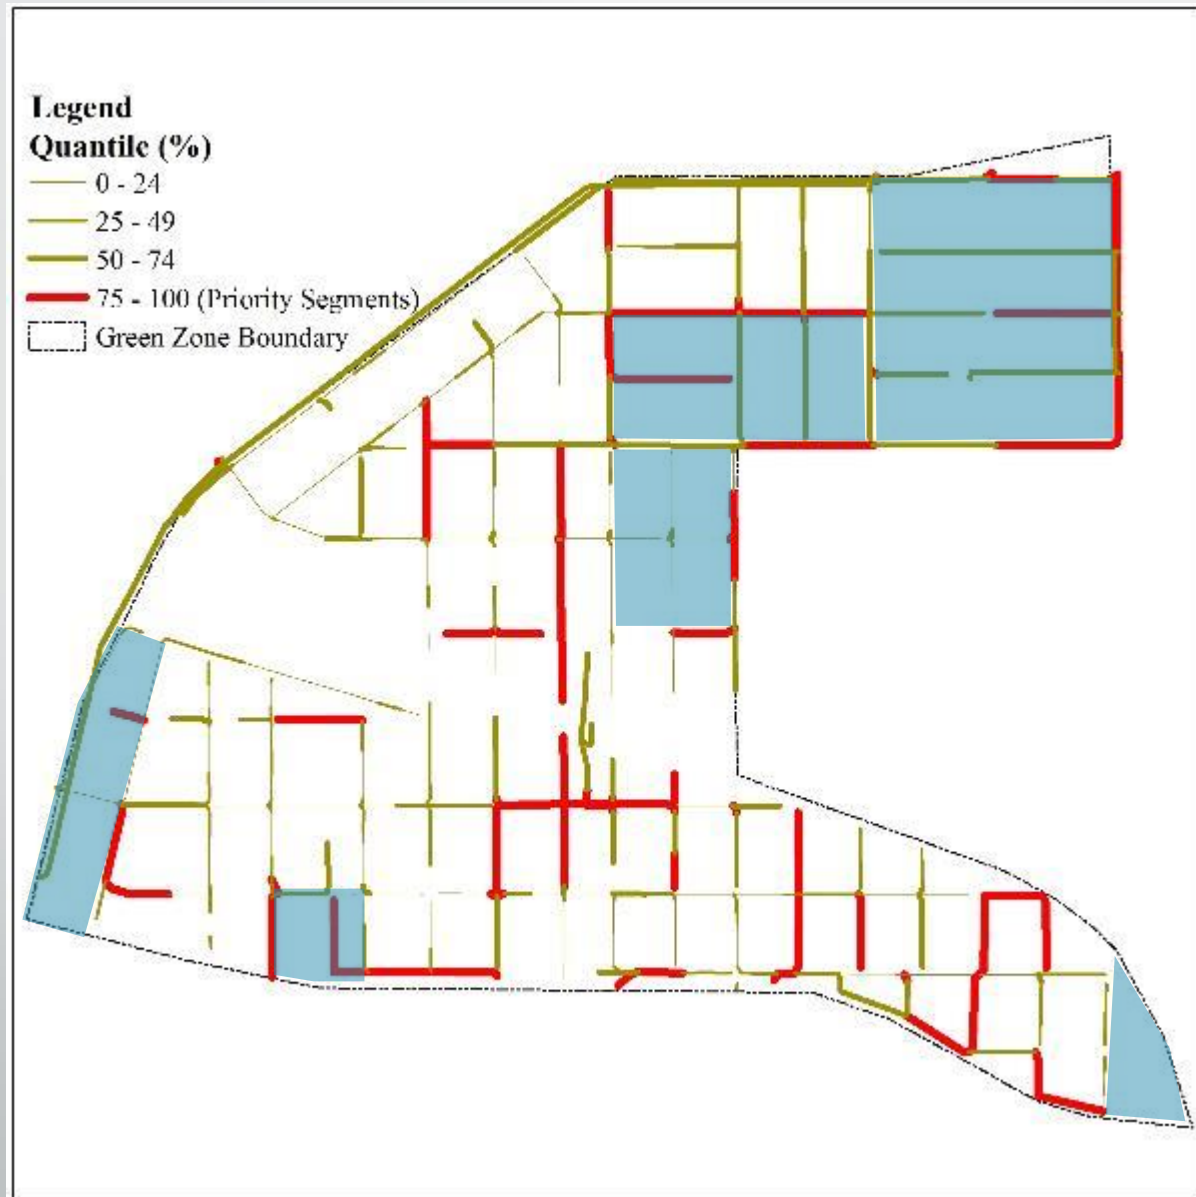 Legend
Quantile (%)
0 - 24
25 - 49
50 - 74
75 - 100 (Priority Segments)
Green Zone Boundary